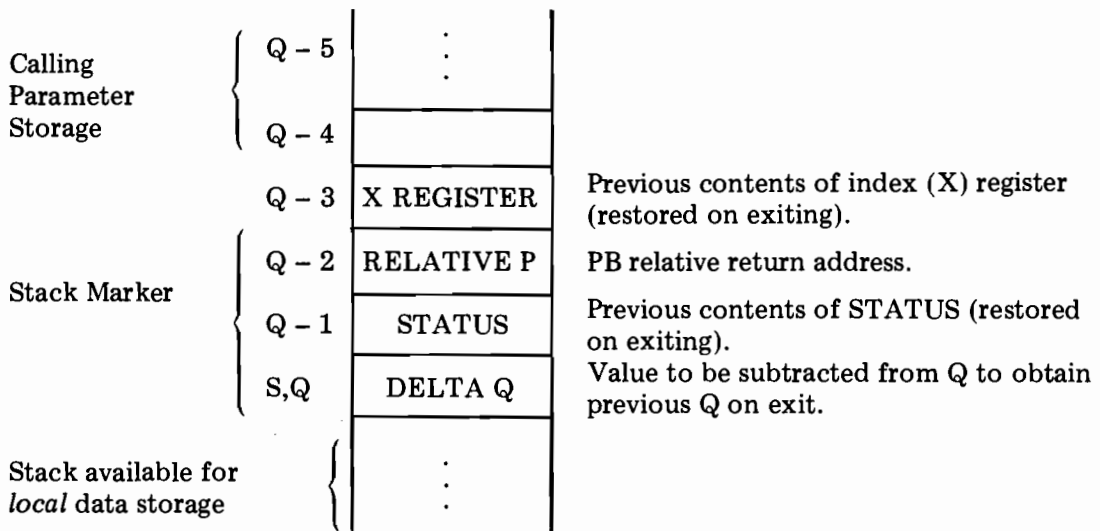 Calling
Parameter
Storage
Q – 5
Q – 4
Q – 3 X REGISTER Previous contents of index (X) register
(restored on exiting).
Stack Marker
Q – 2 RELATIVE P PB relative return address.
Q – 1 STATUS Previous contents of STATUS (restored
on exiting).
S,Q DELTA Q Value to be subtracted from Q to obtain
previous Q on exit.
Stack available for
local data storage